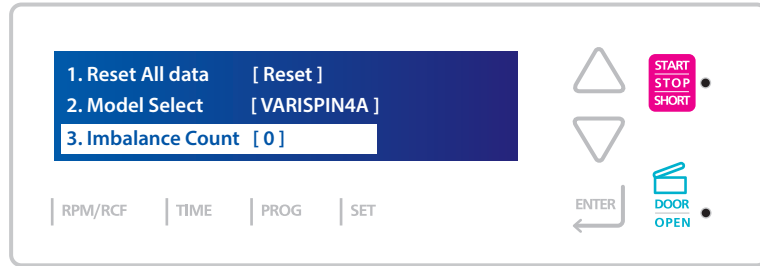 1. Reset All data [ Reset ]
2. Model Select [ VARISPIN4A ]
3. Imbalance Count [ 0 ]
RPM/RCF TIME PROG SET
START
STOP
SHORT
ENTER
DOOR
OPEN